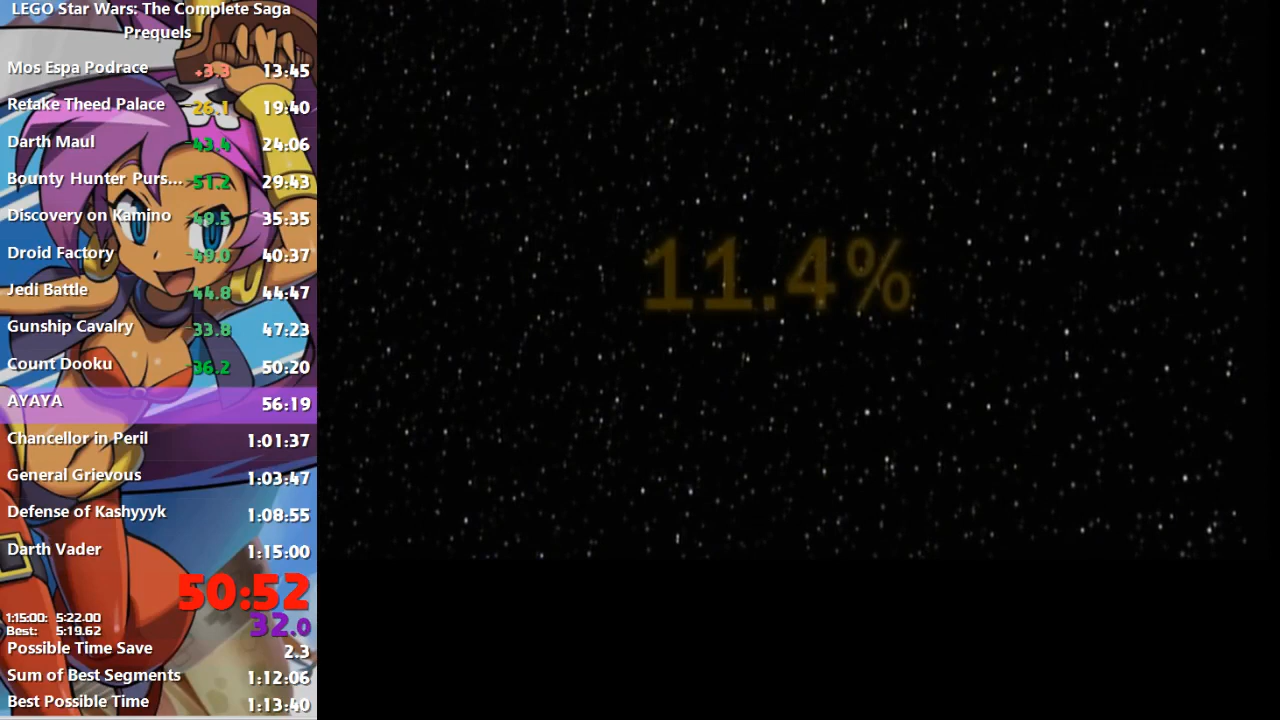 LEGO Star Wars: The Complete Saga
Prequels
Mos Espa Podrace +3.3 13:45
Retake Theed Palace -26.1 19:40
Darth Maul -43.4 24:06
Bounty Hunter Purs... -51.2 29:43
Discovery on Kamino -49.5 35:35
Droid Factory -49.0 40:37
Jedi Battle -44.8 44:47
Gunship Cavalry -33.8 47:23
Count Dooku -36.2 50:20
AYAYA 56:19
Chancellor in Peril 1:01:37
General Grievous 1:03:47
Defense of Kashyyyk 1:08:55
Darth Vader 1:15:00
50:52
1:15:00: 5:22.00
Best: 5:19.62
32.0
Possible Time Save 2.3
Sum of Best Segments 1:12:06
Best Possible Time 1:13:40
11.4%